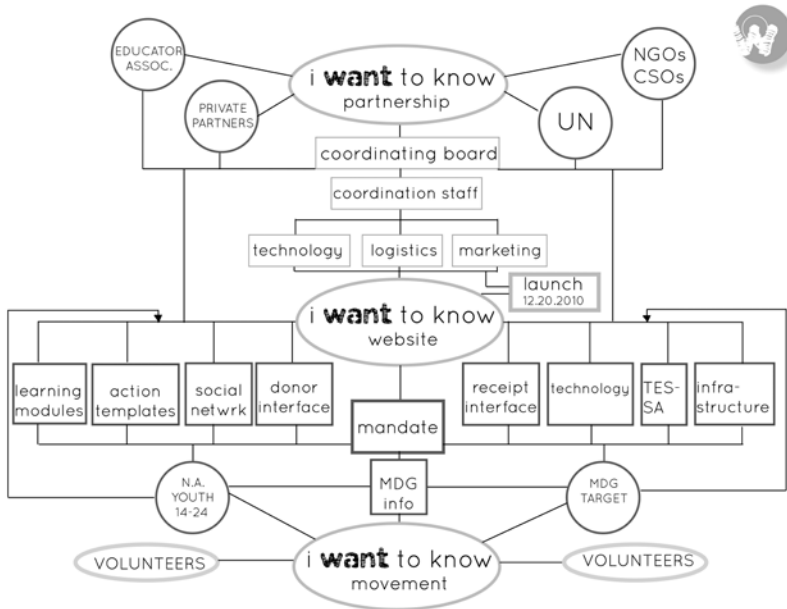 EDUCATOR
ASSOC.
i want to know
partnership
NGOs
CSOs
PRIVATE
PARTNERS
UN
coordinating board
coordination staff
technology
logistics
marketing
launch
12.20.2010
i want to know
website
learning
modules
action
templates
social
netwrk
donor
interface
receipt
interface
technology
TES-
SA
infra-
structure
mandate
N.A.
YOUTH
14-24
MDG
info
MDG
TARGET
i want to know
movement
VOLUNTEERS
VOLUNTEERS
W